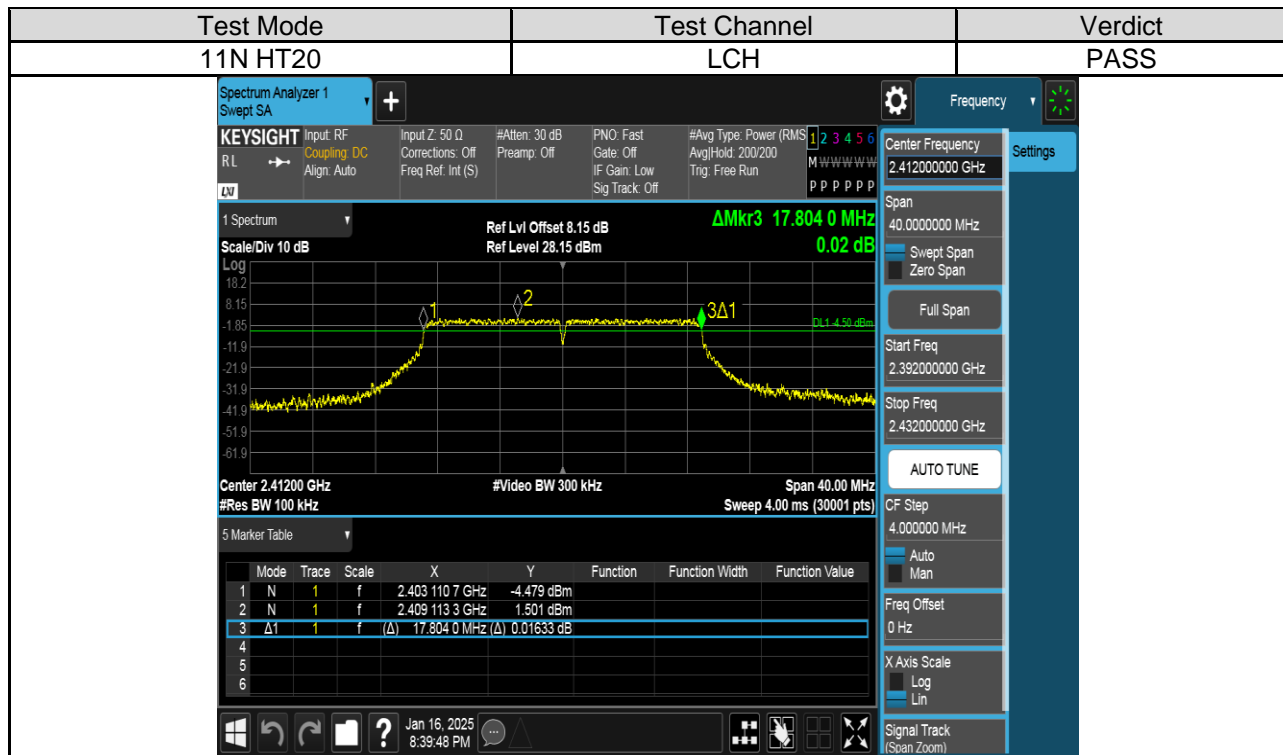 Test Mode Test Channel Verdict
11N HT20 LCH PASS
Spectrum Analyzer 1
Swept SA
+
Frequency
KEYSIGHT Input: RF Input Z: 50 Ω #Atten: 30 dB PNO: Fast #Avg Type: Power (RMS 1 2 3 4 5 6
RL Coupling: DC Corrections: Off Preamp: Off Gate: Off Avg|Hold: 200/200 M W W W W W
Align: Auto Freq Ref: Int (S) IF Gain: Low Trig: Free Run
LXI Sig Track: Off P P P P P P
1 Spectrum
Ref Lvl Offset 8.15 dB ΔMkr3 17.804 0 MHz
Scale/Div 10 dB Ref Level 28.15 dBm 0.02 dB
Log
18.2
8.15
-1.85
-11.9
-21.9
-31.9
-41.9
-51.9
-61.9
1 2 3Δ1
DL1 -4.50 dBm
Center 2.41200 GHz #Video BW 300 kHz Span 40.00 MHz
#Res BW 100 kHz Sweep 4.00 ms (30001 pts)
5 Marker Table
Mode Trace Scale X Y Function Function Width Function Value
1 N 1 f 2.403 110 7 GHz -4.479 dBm
2 N 1 f 2.409 113 3 GHz 1.501 dBm
3 Δ1 1 f (Δ) 17.804 0 MHz (Δ) 0.01633 dB
4
5
6
?
Jan 16, 2025
8:39:48 PM
Center Frequency
2.412000000 GHz
Settings
Span
40.0000000 MHz
Swept Span
Zero Span
Full Span
Start Freq
2.392000000 GHz
Stop Freq
2.432000000 GHz
AUTO TUNE
CF Step
4.000000 MHz
Auto
Man
Freq Offset
0 Hz
X Axis Scale
Log
Lin
Signal Track
(Span Zoom)